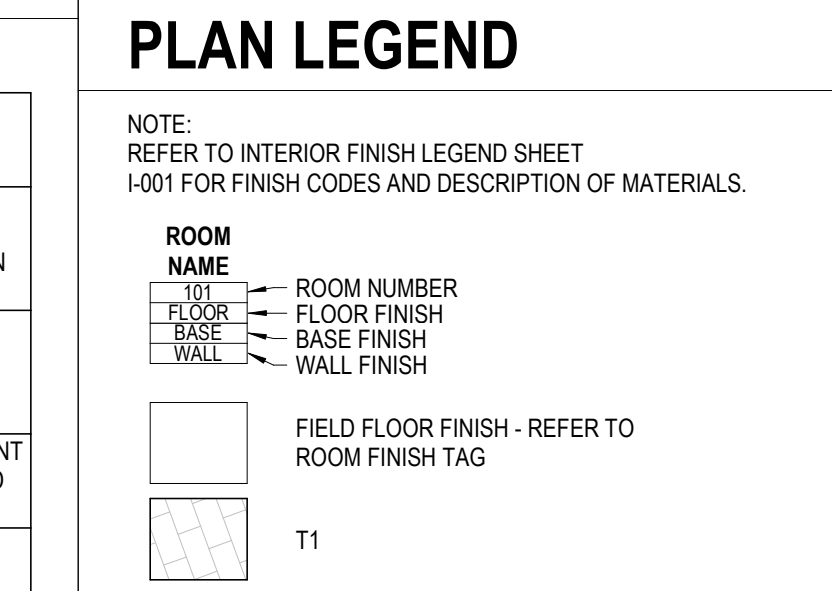 PLAN LEGEND
NOTE:
REFER TO INTERIOR FINISH LEGEND SHEET
I-001 FOR FINISH CODES AND DESCRIPTION OF MATERIALS.
ROOM
NAME
101
FLOOR
BASE
WALL
ROOM NUMBER
FLOOR FINISH
BASE FINISH
WALL FINISH
FIELD FLOOR FINISH - REFER TO
ROOM FINISH TAG
T1